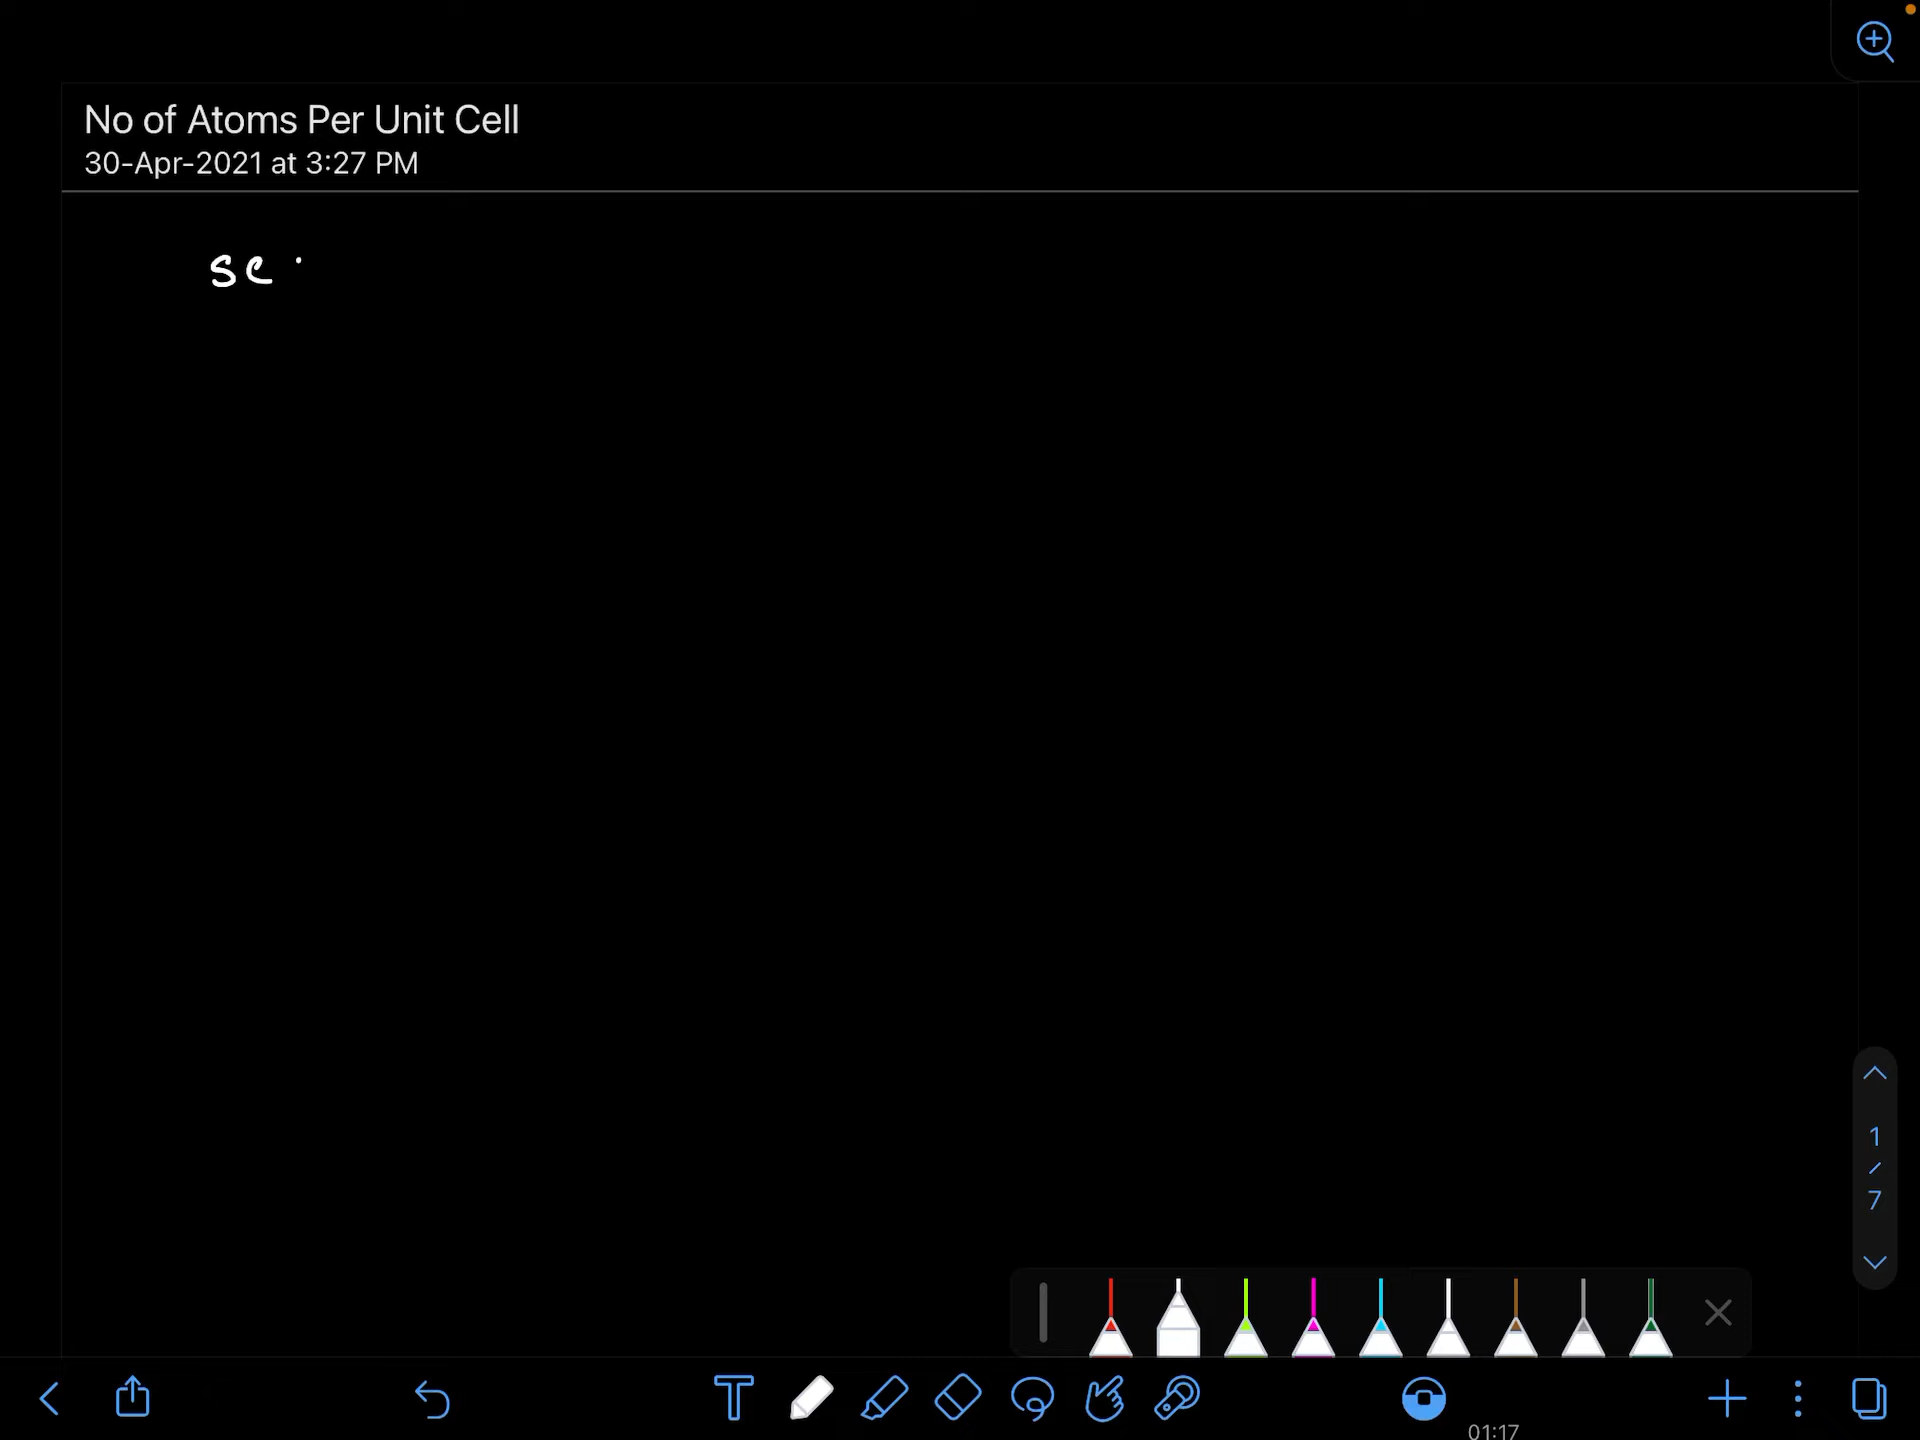 No of Atoms Per Unit Cell
30-Apr-2021 at 3:27 PM
sc .
1
/
7
T
01:17